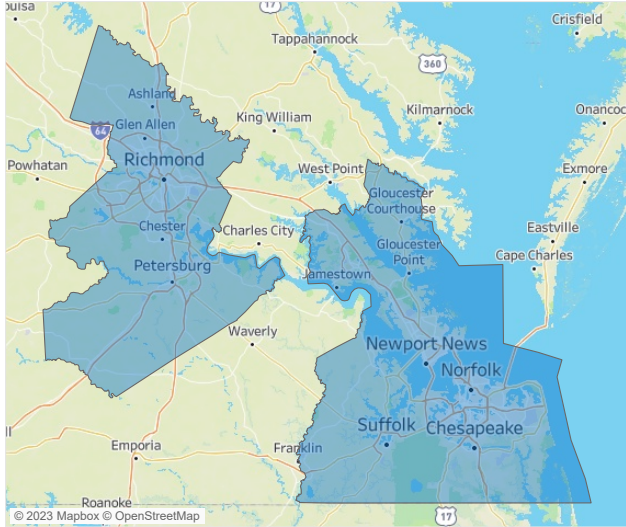 ouisa
17
Crisfield
Tappahannock
360
Ashland
Kilmarnock
Onancoc
64
Glen Allen
King William
Richmond
Powhatan
West Point
Exmore
Gloucester
Courthouse
Chester
Charles City
Eastville
Gloucester
Point
Cape Charles
Petersburg
Jamestown
Waverly
Newport News
Norfolk
Suffolk
Chesapeake
ll
Emporia
Franklin
Roanoke
17
© 2023 Mapbox © OpenStreetMap